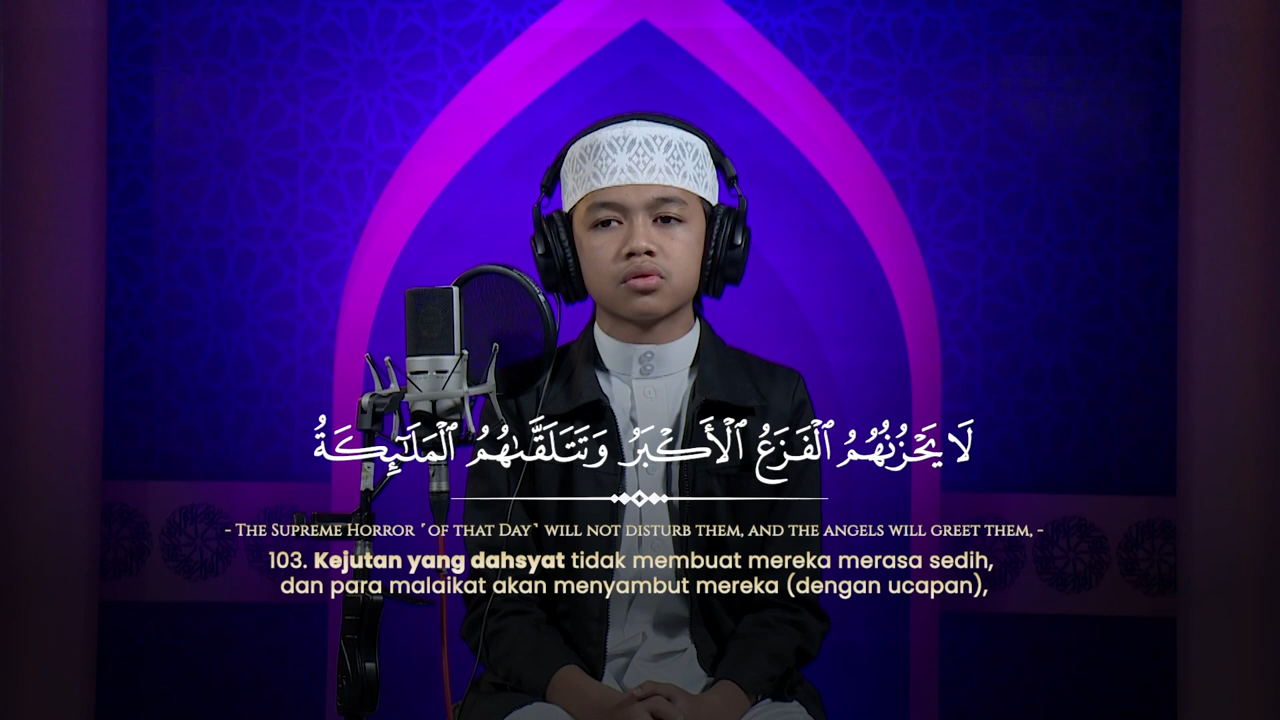 لَا يَحْزُنُهُمُ ٱلْفَزَعُ ٱلْأَكْبَرُ وَتَتَلَقَّىٰهُمُ ٱلْمَلَـٰٓئِكَةُ
- The Supreme Horror ˹of that Day˺ will not disturb them, and the angels will greet them, -
103. Kejutan yang dahsyat tidak membuat mereka merasa sedih,
dan para malaikat akan menyambut mereka (dengan ucapan),